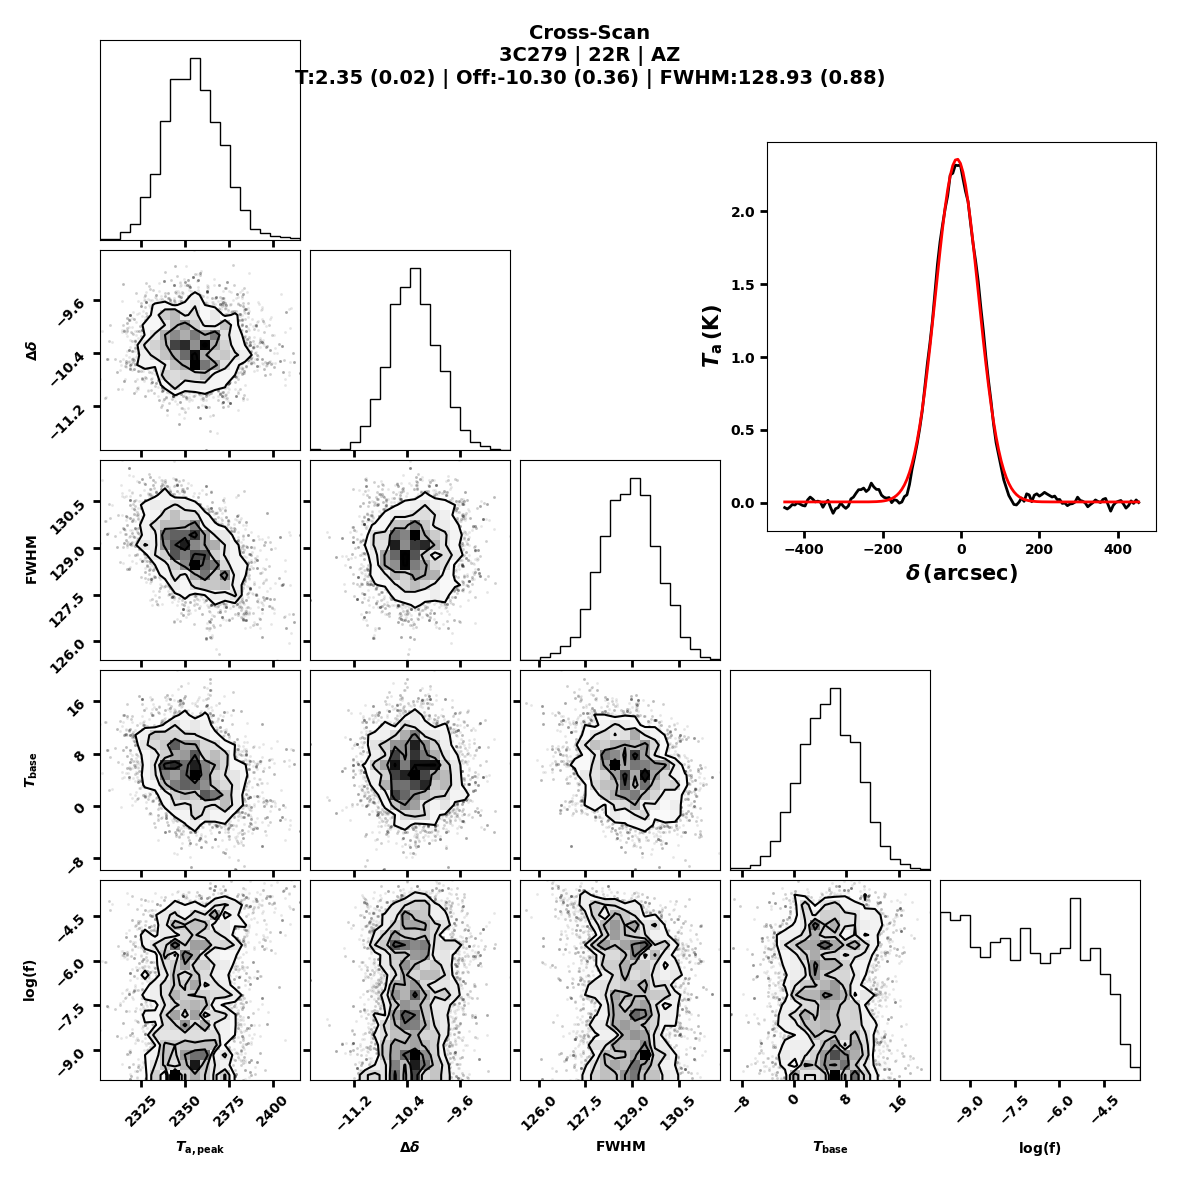 Cross-Scan
3C279 | 22R | AZ
T:2.35 (0.02) | Off:-10.30 (0.36) | FWHM:128.93 (0.88)
2.0
1.5
1.0
0.5
0.0
Tₐ (K)
−400 −200 0 200 400
δ (arcsec)
−9.6
−10.4
−11.2
Δδ
130.5
129.0
127.5
126.0
FWHM
16
8
0
−8
T_base
−4.5
−6.0
−7.5
−9.0
log(f)
2325 2350 2375 2400
−11.2 −10.4 −9.6
126.0 127.5 129.0 130.5
−8 0 8 16
−9.0 −7.5 −6.0 −4.5
T_a,peak
Δδ
FWHM
T_base
log(f)